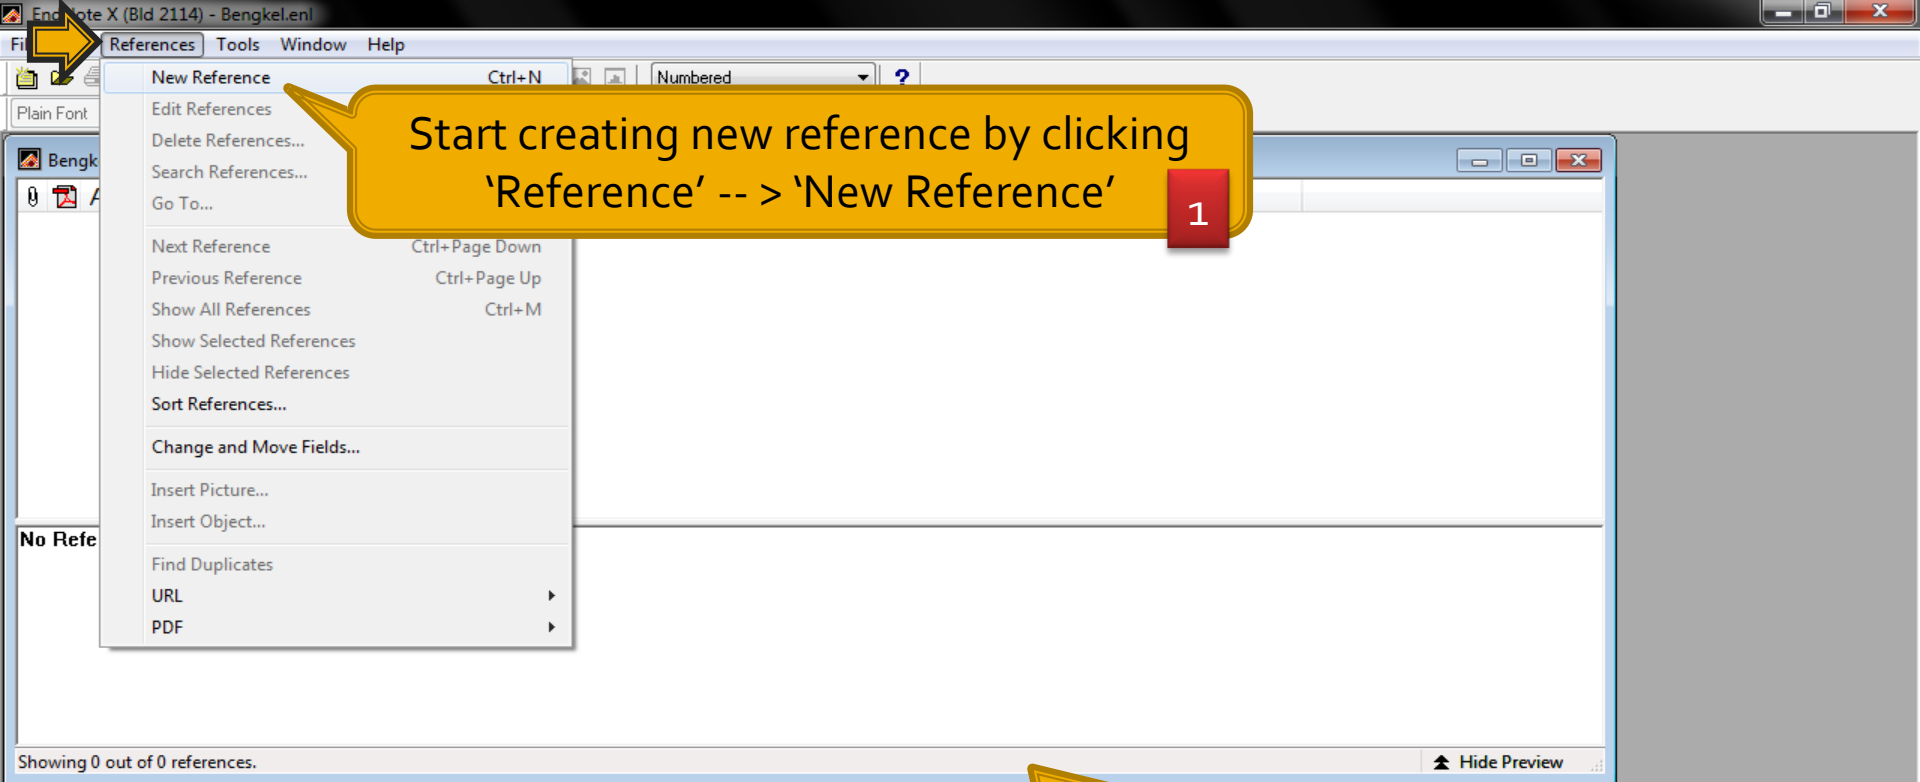 EndNote X (Bld 2114) - Bengkel.enl
References Tools Window Help
New Reference Ctrl+N
Numbered ?
Plain Font
Edit References
Start creating new reference by clicking
‘Reference’ -- > ‘New Reference’
1
Delete References...
Search References...
Go To...
Next Reference Ctrl+Page Down
Previous Reference Ctrl+Page Up
Show All References Ctrl+M
Show Selected References
Hide Selected References
Sort References...
Change and Move Fields...
Insert Picture...
Insert Object...
No Refe
Find Duplicates
URL
PDF
Showing 0 out of 0 references. Hide Preview